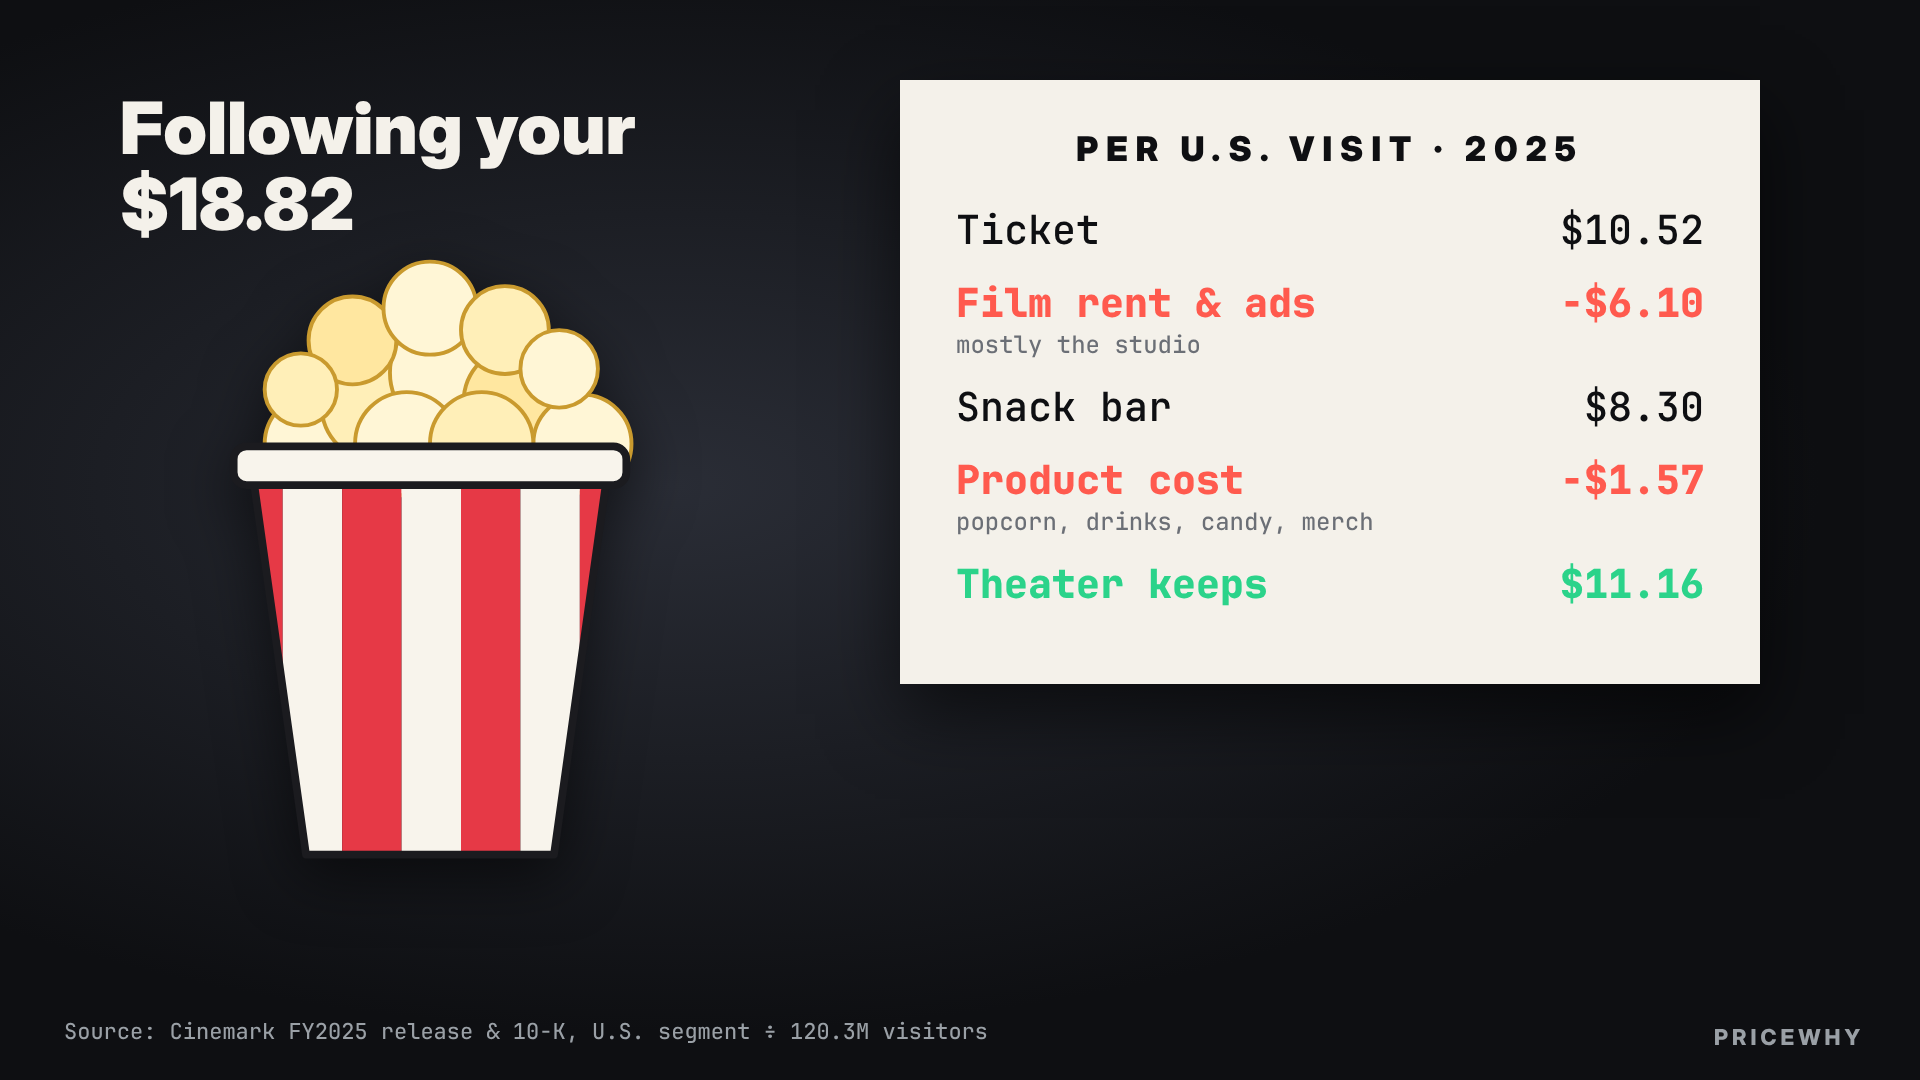 Following your
$18.82
PER U.S. VISIT · 2025
Ticket $10.52
Film rent & ads -$6.10
mostly the studio
Snack bar $8.30
Product cost -$1.57
popcorn, drinks, candy, merch
Theater keeps $11.16
Source: Cinemark FY2025 release & 10-K, U.S. segment ÷ 120.3M visitors
PRICEWHY